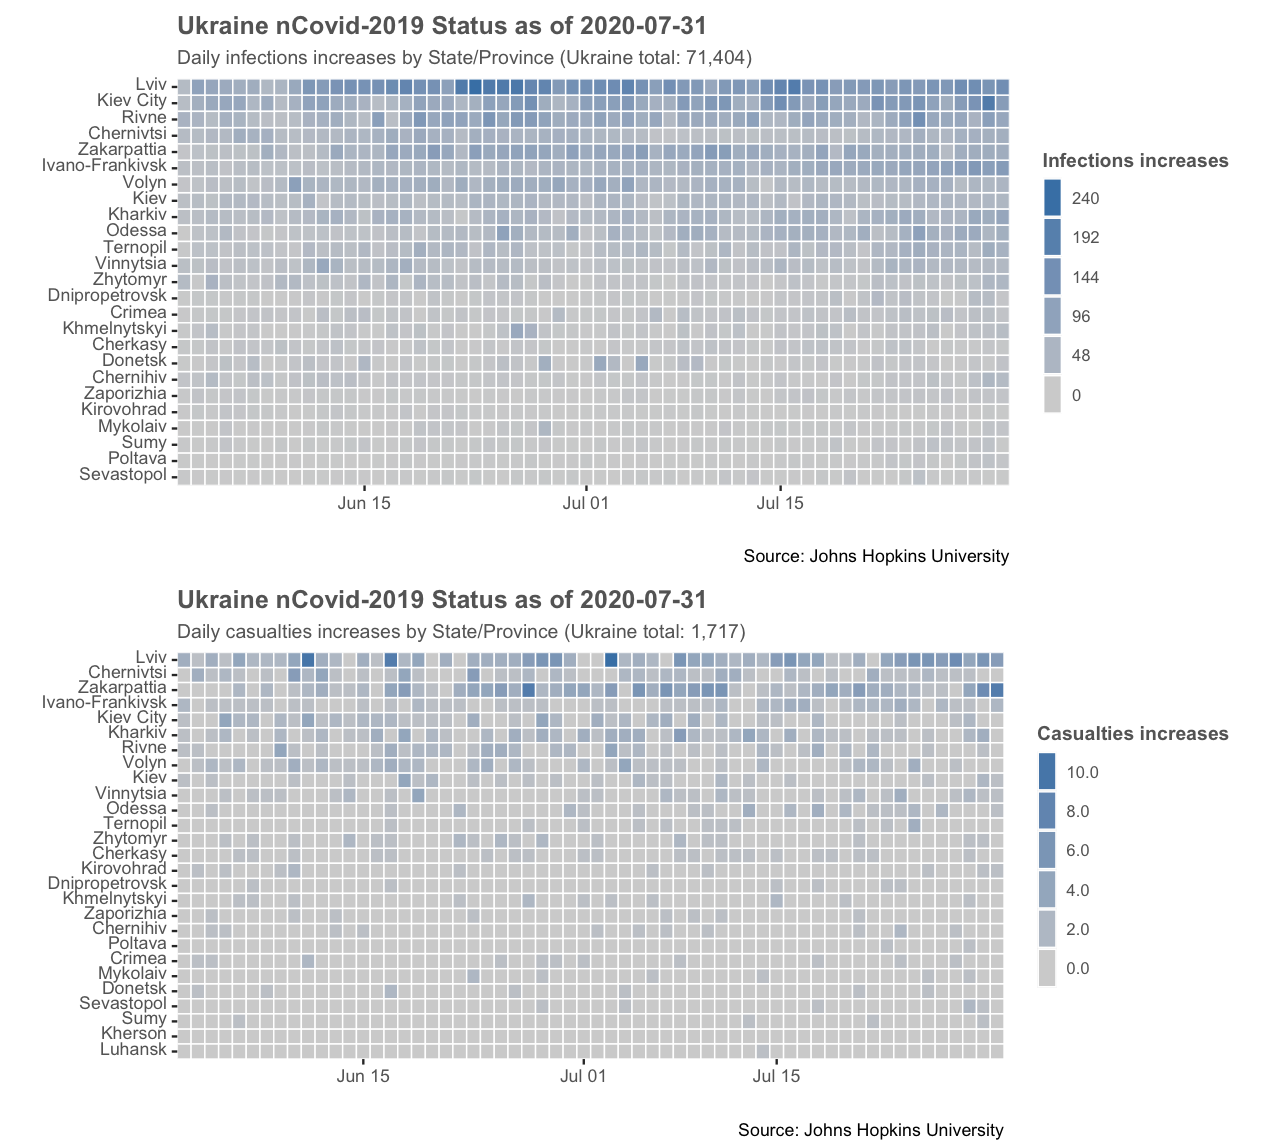 Ukraine nCovid-2019 Status as of 2020-07-31
Daily infections increases by State/Province (Ukraine total: 71,404)
Lviv
Kiev City
Rivne
Chernivtsi
Zakarpattia
Ivano-Frankivsk
Volyn
Kiev
Kharkiv
Odessa
Ternopil
Vinnytsia
Zhytomyr
Dnipropetrovsk
Crimea
Khmelnytskyi
Cherkasy
Donetsk
Chernihiv
Zaporizhia
Kirovohrad
Mykolaiv
Sumy
Poltava
Sevastopol
Jun 15 Jul 01 Jul 15
Infections increases
240
192
144
96
48
0
Source: Johns Hopkins University
Ukraine nCovid-2019 Status as of 2020-07-31
Daily casualties increases by State/Province (Ukraine total: 1,717)
Lviv
Chernivtsi
Zakarpattia
Ivano-Frankivsk
Kiev City
Kharkiv
Rivne
Volyn
Kiev
Vinnytsia
Odessa
Ternopil
Zhytomyr
Cherkasy
Kirovohrad
Dnipropetrovsk
Khmelnytskyi
Zaporizhia
Chernihiv
Poltava
Crimea
Mykolaiv
Donetsk
Sevastopol
Sumy
Kherson
Luhansk
Jun 15 Jul 01 Jul 15
Casualties increases
10.0
8.0
6.0
4.0
2.0
0.0
Source: Johns Hopkins University